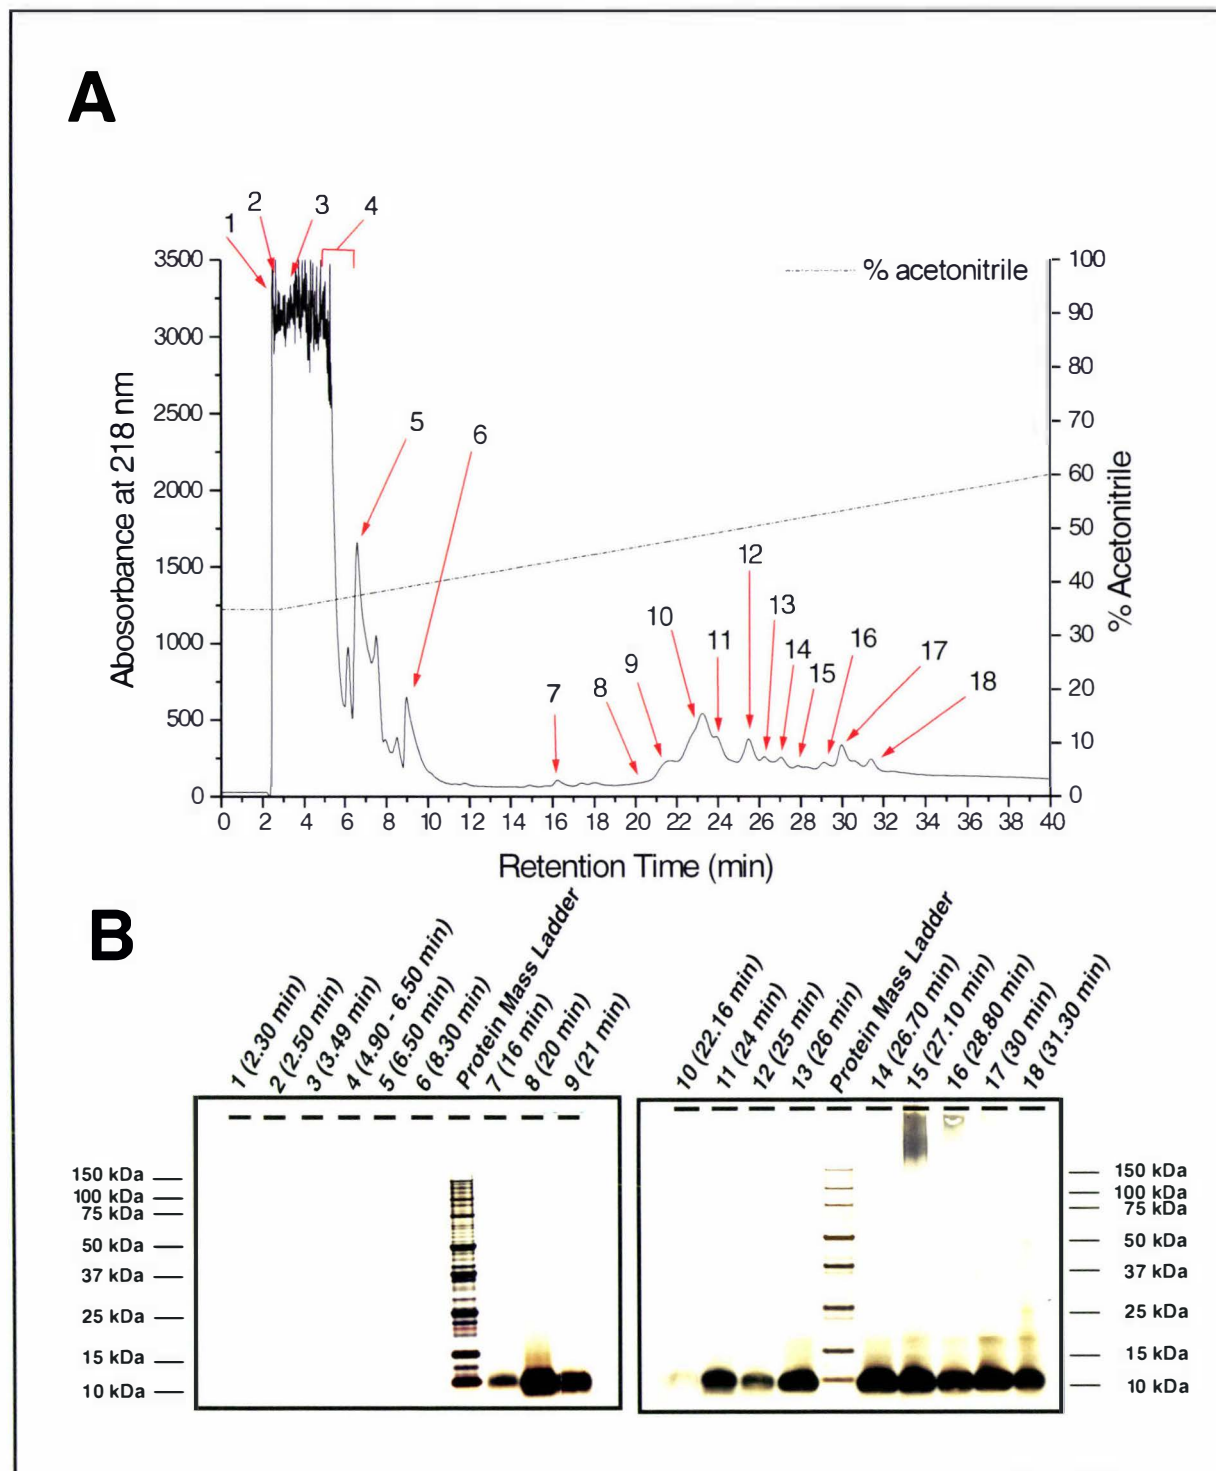 A
1 2 3 4
3500
3000
2500
2000
1500
1000
500
0
Abosorbance at 218 nm
% acetonitrile
100
90
80
70
60
50
40
30
20
10
0
% Acetonitrile
5 6
7 8 9 10 11 12 13 14 15 16 17 18
0 2 4 6 8 10 12 14 16 18 20 22 24 26 28 30 32 34 36 38 40
Retention Time (min)
B
1 (2.30 min)
2 (2.50 min)
3 (3.49 min)
4 (4.90 - 6.50 min)
5 (6.50 min)
6 (8.30 min)
Protein Mass Ladder
7 (16 min)
8 (20 min)
9 (21 min)
10 (22.16 min)
11 (24 min)
12 (25 min)
13 (26 min)
Protein Mass Ladder
14 (26.70 min)
15 (27.10 min)
16 (28.80 min)
17 (30 min)
18 (31.30 min)
150 kDa
100 kDa
75 kDa
50 kDa
37 kDa
25 kDa
15 kDa
10 kDa
150 kDa
100 kDa
75 kDa
50 kDa
37 kDa
25 kDa
15 kDa
10 kDa